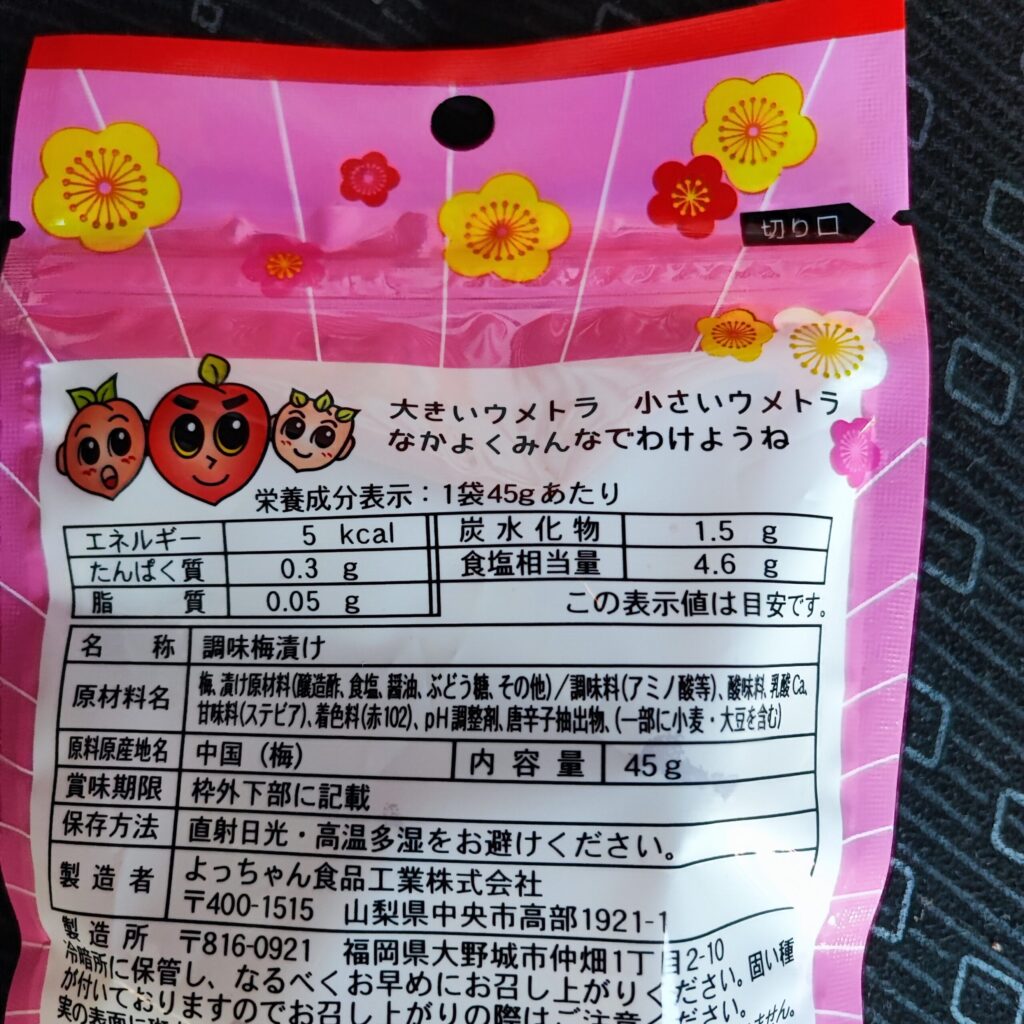 切り口
大きいウメトラ 小さいウメトラ
なかよくみんなでわけようね
栄養成分表示：1袋45gあたり
エネルギー 5 kcal 炭水化物 1.5 g
たんぱく質 0.3 g 食塩相当量 4.6 g
脂質 0.05 g この表示値は目安です。
名称 調味梅漬け
原材料名 梅、漬け原材料(醸造酢、食塩、醤油、ぶどう糖、その他)／調味料(アミノ酸等)、酸味料、乳酸Ca、
甘味料(ステビア)、着色料(赤102)、pH調整剤、唐辛子抽出物、(一部に小麦・大豆を含む)
原料原産地名 中国（梅） 内容量 45g
賞味期限 枠外下部に記載
保存方法 直射日光・高温多湿をお避けください。
製造者 よっちゃん食品工業株式会社
〒400-1515 山梨県中央市高部1921-1
製造所 〒816-0921 福岡県大野城市仲畑1丁目2-10
冷暗所に保管し、なるべくお早めにお召し上がりください。固い種
が付いておりますのでお召し上がりの際はご注意ください。
実の表面に